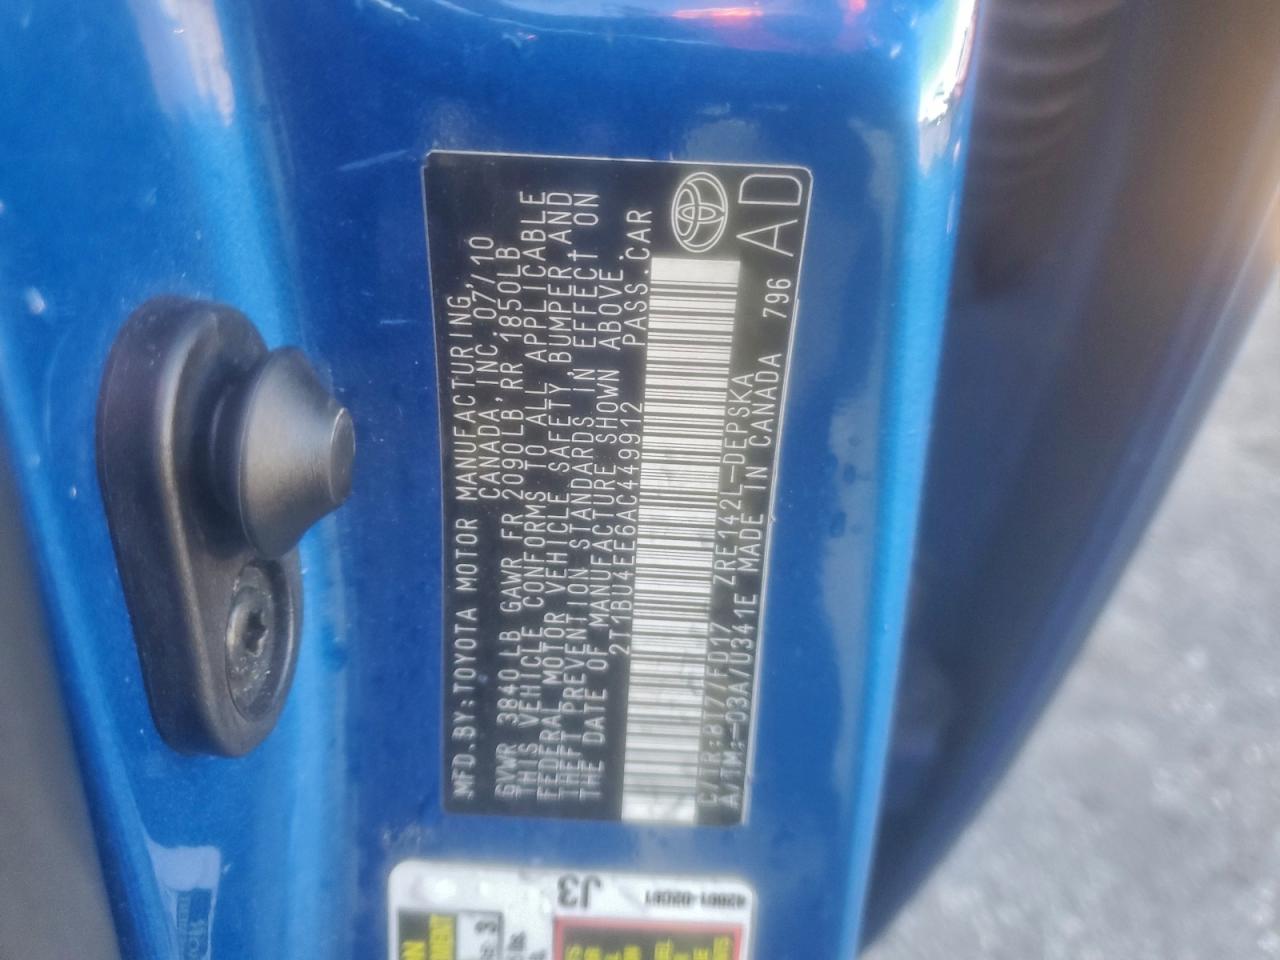 MFD.BY:TOYOTA MOTOR MANUFACTURING,
CANADA,INC. 07/10
GVWR 3840LB GAWR FR 2090LB,RR 1850LB
THIS VEHICLE CONFORMS TO ALL APPLICABLE
FEDERAL MOTOR VEHICLE SAFETY,BUMPER,AND
THEFT PREVENTION STANDARDS IN EFFECT ON
THE DATE OF MANUFACTURE SHOWN ABOVE.
2T1BU4EE6AC449912 PASS.CAR
C/TR:8T7/FD17 ZRE142L-DEPSKA
A/TM:-03A/U341E MADE IN CANADA 796
AD
J3